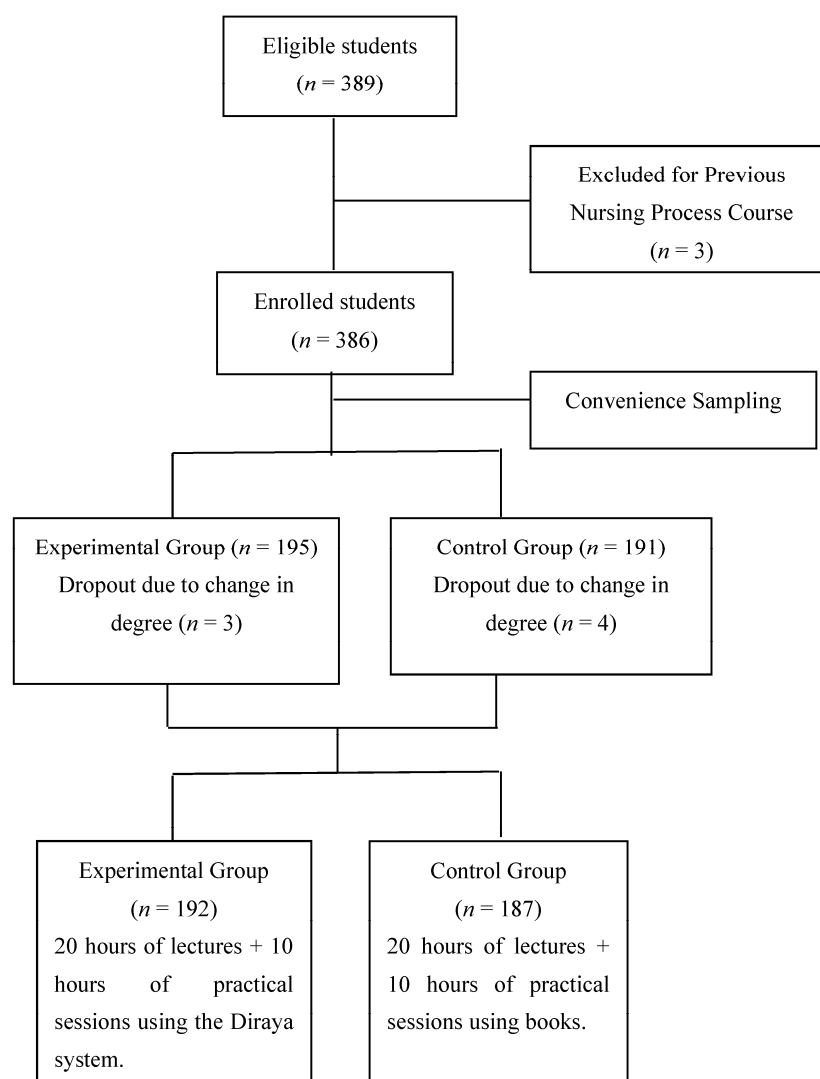 Eligible students
(n = 389)
Excluded for Previous
Nursing Process Course
(n = 3)
Enrolled students
(n = 386)
Convenience Sampling
Experimental Group (n = 195)
Dropout due to change in
degree (n = 3)
Control Group (n = 191)
Dropout due to change in
degree (n = 4)
Experimental Group
(n = 192)
20 hours of lectures + 10
hours of practical
sessions using the Diraya
system.
Control Group
(n = 187)
20 hours of lectures +
10 hours of practical
sessions using books.